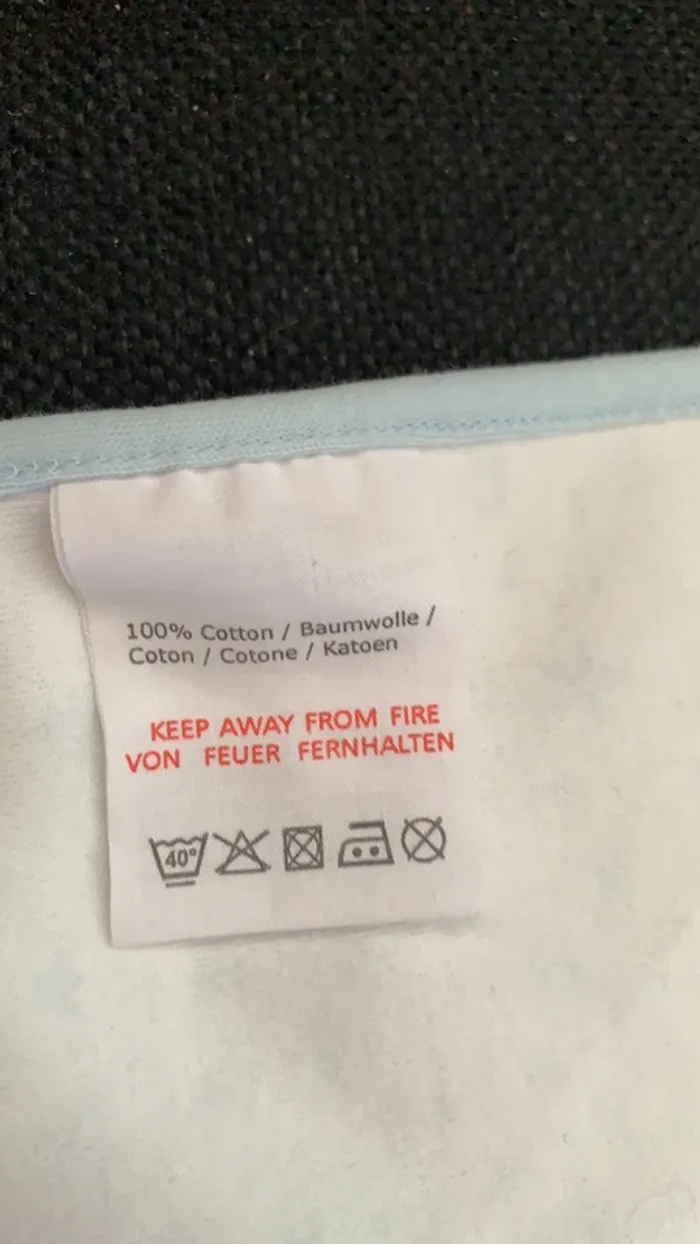 100% Cotton / Baumwolle /
Coton / Cotone / Katoen
KEEP AWAY FROM FIRE
VON FEUER FERNHALTEN
40°